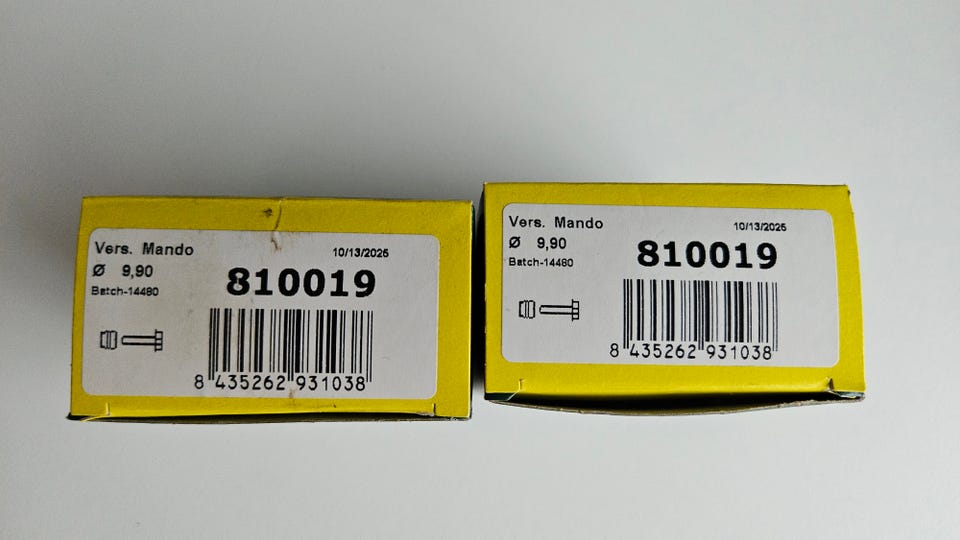 Vers. Mando
10/13/2025
Ø 9,90
810019
Batch-14480
8 435262 931038
Vers. Mando
10/13/2025
Ø 9,90
810019
Batch-14480
8 435262 931038